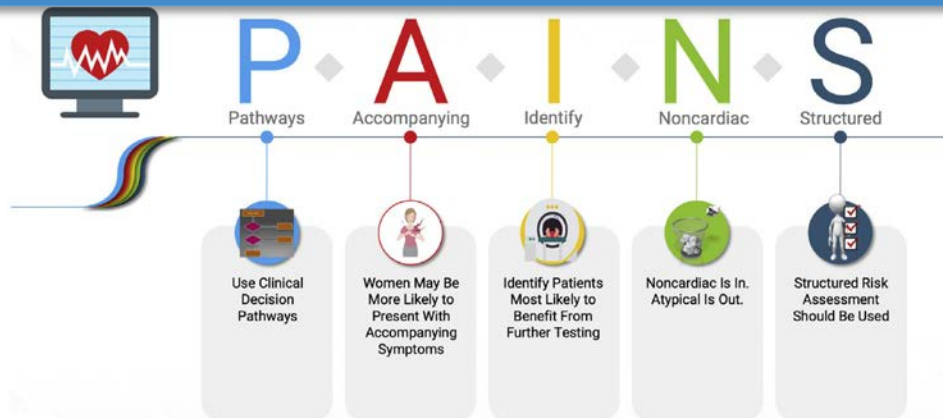 P A I N S
Pathways Accompanying Identify Noncardiac Structured
Use Clinical
Decision
Pathways
Women May Be
More Likely to
Present With
Accompanying
Symptoms
Identify Patients
Most Likely to
Benefit From
Further Testing
Noncardiac Is In.
Atypical Is Out.
Structured Risk
Assessment
Should Be Used